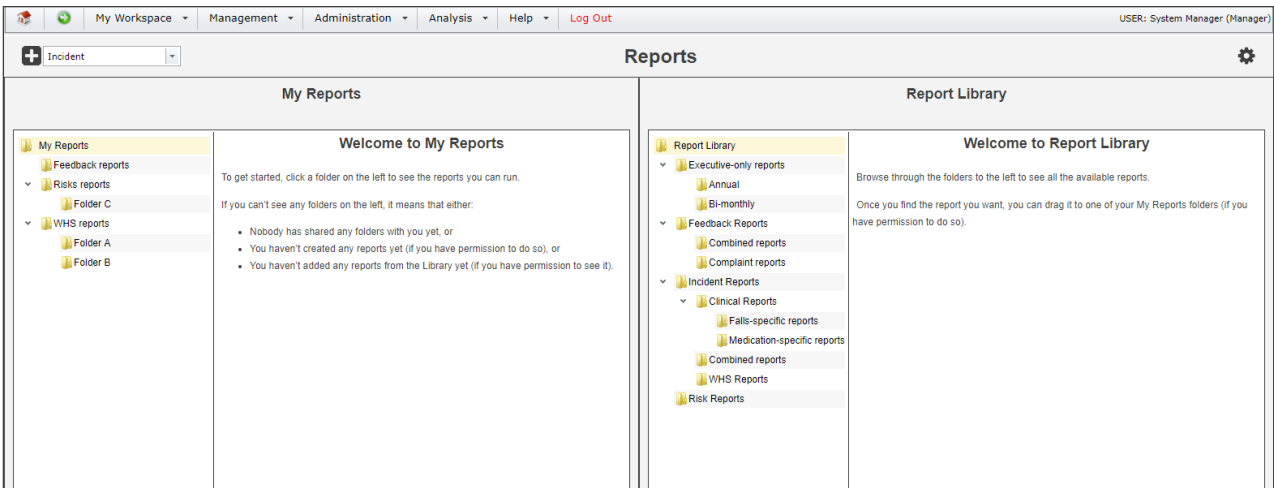 My Workspace Management Administration Analysis Help Log Out USER: System Manager (Manager)
Incident Reports
My Reports
My Reports
Feedback reports
Risks reports
Folder C
WHS reports
Folder A
Folder B
Welcome to My Reports
To get started, click a folder on the left to see the reports you can run.
If you can't see any folders on the left, it means that either:
• Nobody has shared any folders with you yet, or
• You haven't created any reports yet (if you have permission to do so), or
• You haven't added any reports from the Library yet (if you have permission to see it).
Report Library
Report Library
Executive-only reports
Annual
Bi-monthly
Feedback Reports
Combined reports
Complaint reports
Incident Reports
Clinical Reports
Falls-specific reports
Medication-specific reports
Combined reports
WHS Reports
Risk Reports
Welcome to Report Library
Browse through the folders to the left to see all the available reports.
Once you find the report you want, you can drag it to one of your My Reports folders (if you
have permission to do so).